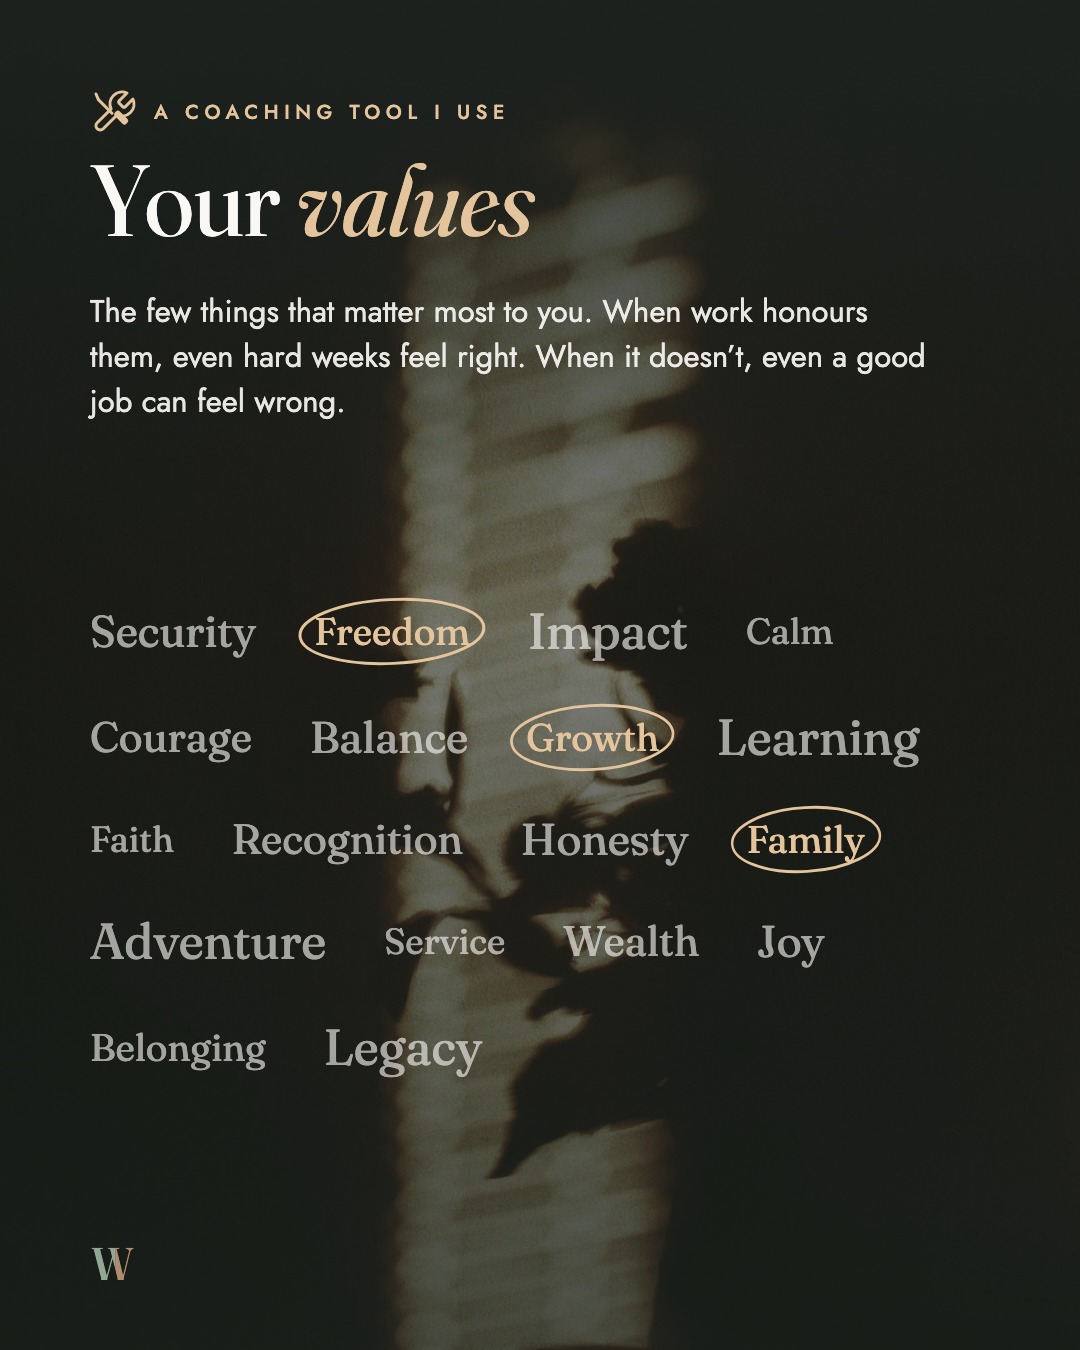 A COACHING TOOL I USE
Your values
The few things that matter most to you. When work honours
them, even hard weeks feel right. When it doesn’t, even a good
job can feel wrong.
Security Freedom Impact Calm
Courage Balance Growth Learning
Faith Recognition Honesty Family
Adventure Service Wealth Joy
Belonging Legacy
W